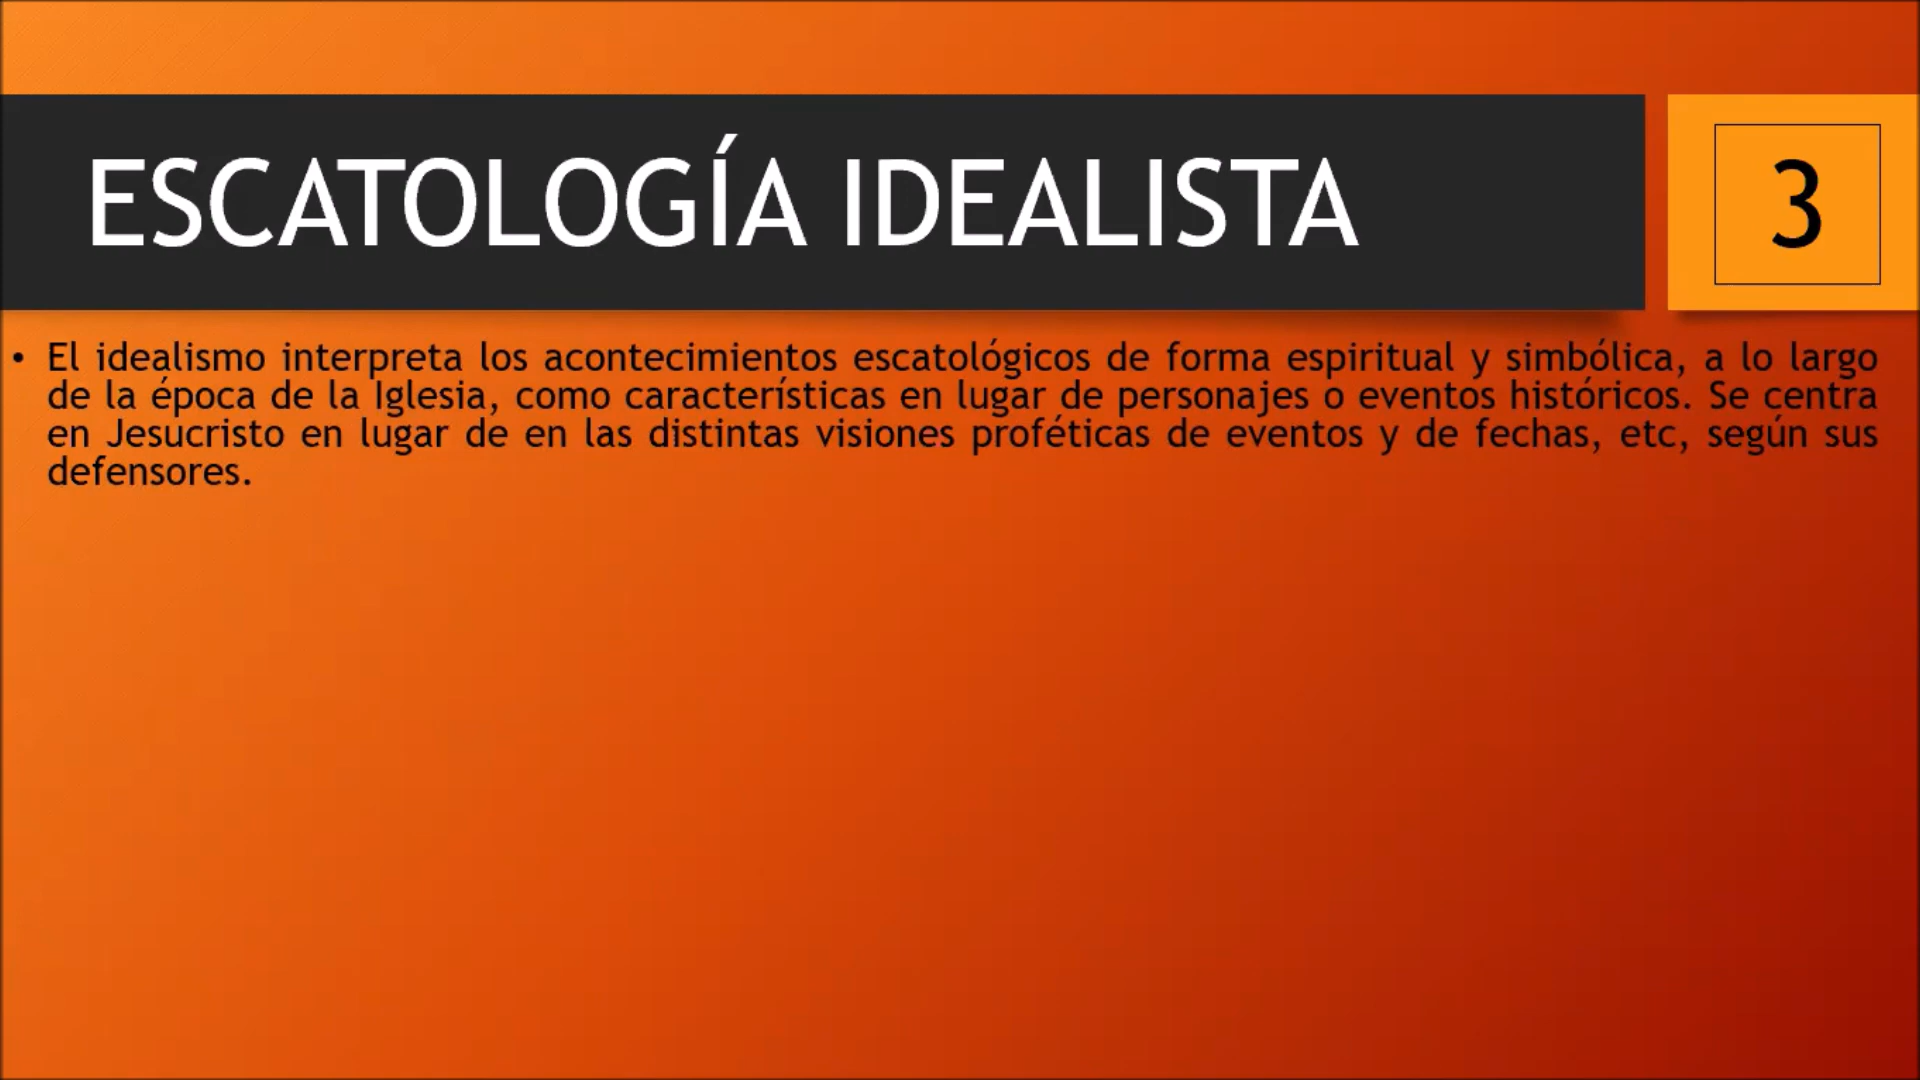 ESCATOLOGÍA IDEALISTA
3
• El idealismo interpreta los acontecimientos escatológicos de forma espiritual y simbólica, a lo largo
de la época de la Iglesia, como características en lugar de personajes o eventos históricos. Se centra
en Jesucristo en lugar de en las distintas visiones proféticas de eventos y de fechas, etc, según sus
defensores.